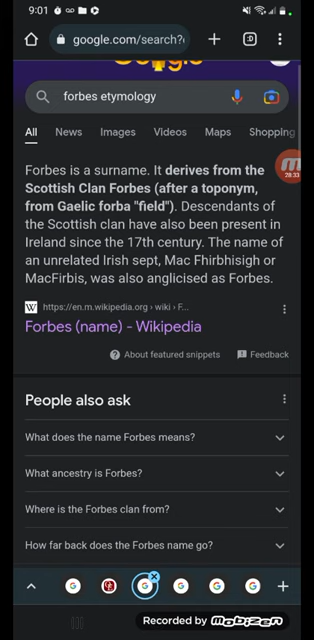 9:01
google.com/search?
:D
Google
forbes etymology
All News Images Videos Maps Shopping
Forbes is a surname. It derives from the
Scottish Clan Forbes (after a toponym,
from Gaelic forba "field"). Descendants of
the Scottish clan have also been present in
Ireland since the 17th century. The name of
an unrelated Irish sept, Mac Fhirbhisigh or
MacFirbis, was also anglicised as Forbes.
28:33
W https://en.m.wikipedia.org › wiki › F...
Forbes (name) - Wikipedia
About featured snippets Feedback
People also ask
What does the name Forbes means?
What ancestry is Forbes?
Where is the Forbes clan from?
How far back does the Forbes name go?
Recorded by mobizen